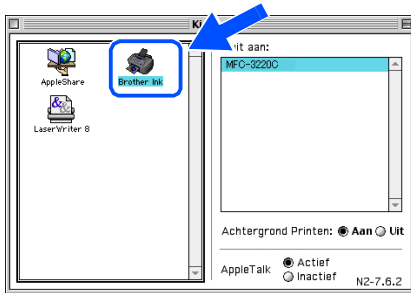 Ki
AppleShare
Brother Ink
LaserWriter 8
it aan:
MFC-3220C
Achtergrond Printen: Aan Uit
AppleTalk Actief
Inactief
N2-7.6.2